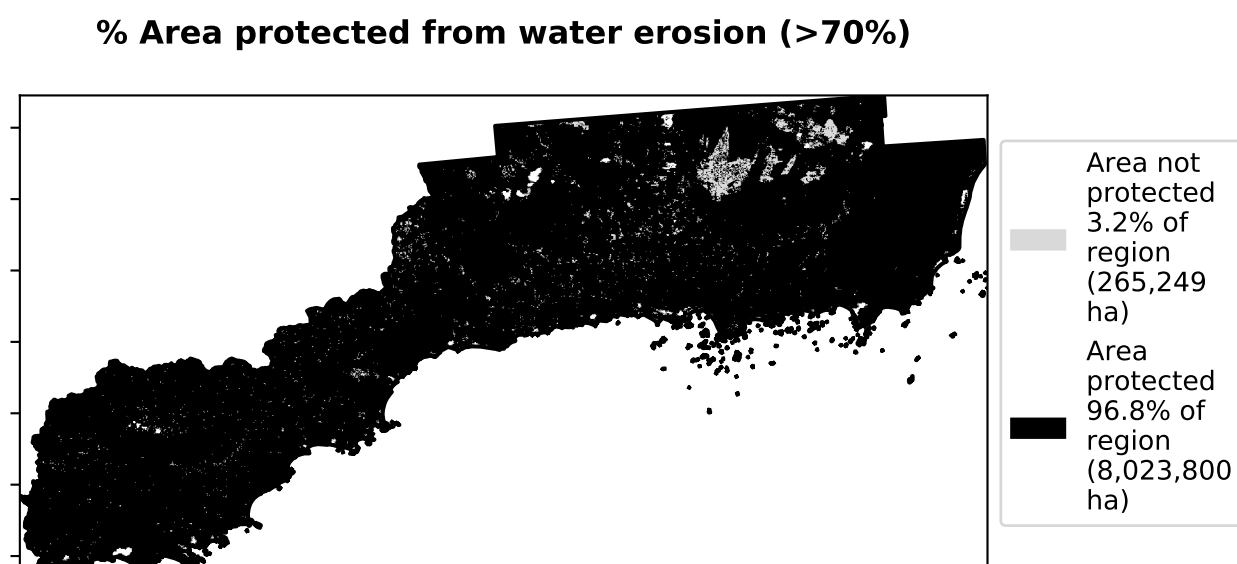 % Area protected from water erosion (>70%)
Area not
protected
3.2% of
region
(265,249
ha)
Area
protected
96.8% of
region
(8,023,800
ha)